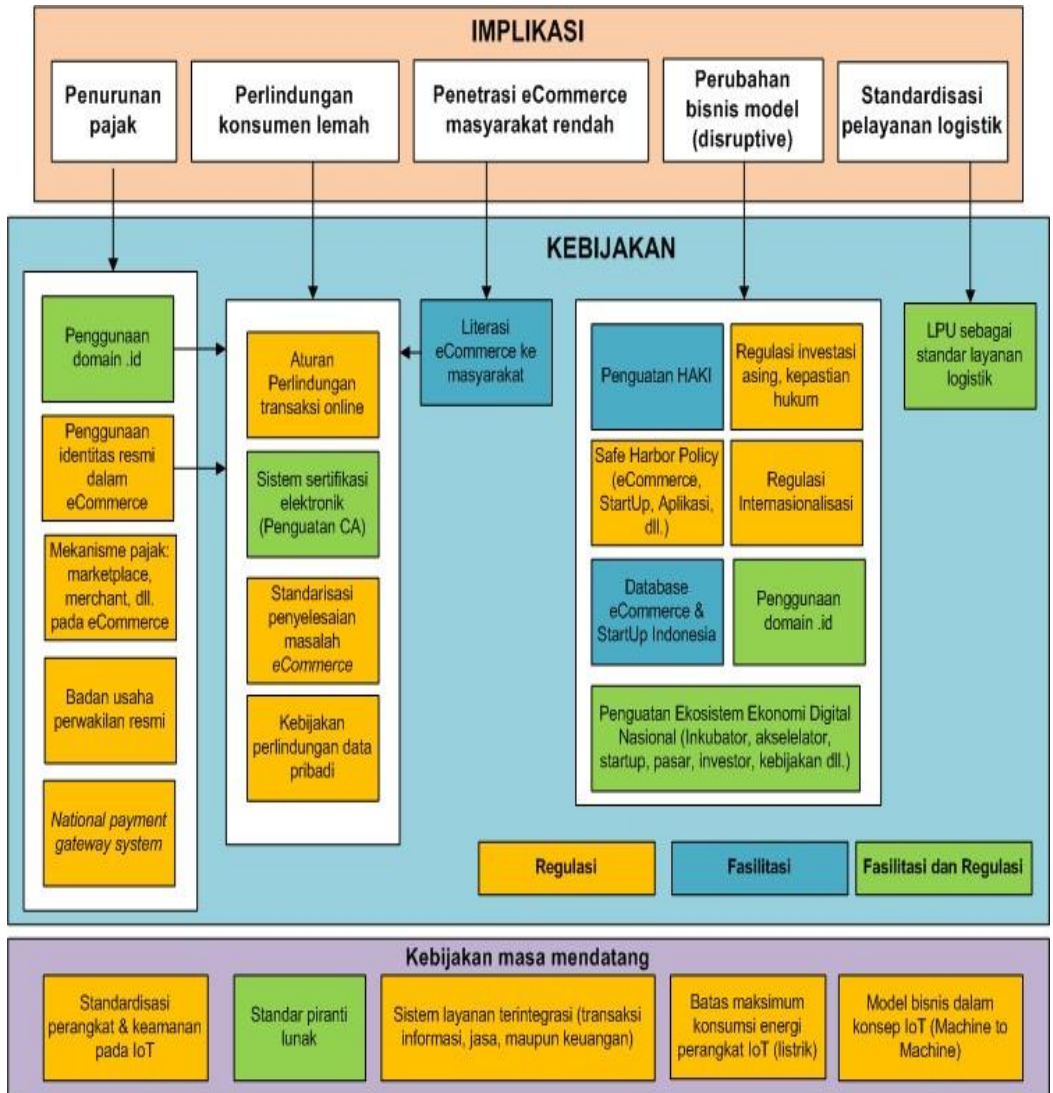 IMPLIKASI
Penurunan
pajak
Perlindungan
konsumen lemah
Penetrasi eCommerce
masyarakat rendah
Perubahan
bisnis model
(disruptive)
Standardisasi
pelayanan logistik
KEBIJAKAN
Penggunaan
domain .id
Penggunaan
identitas resmi
dalam
eCommerce
Mekanisme pajak:
marketplace,
merchant, dll.
pada eCommerce
Badan usaha
perwakilan resmi
National payment
gateway system
Aturan
Perlindungan
transaksi online
Sistem sertifikasi
elektronik
(Penguatan CA)
Standarisasi
penyelesaian
masalah
eCommerce
Kebijakan
perlindungan data
pribadi
Literasi
eCommerce ke
masyarakat
Penguatan HAKI
Regulasi investasi
asing, kepastian
hukum
Safe Harbor Policy
(eCommerce,
StartUp, Aplikasi,
dll.)
Regulasi
Internasionalisasi
Database
eCommerce &
StartUp Indonesia
Penggunaan
domain .id
Penguatan Ekosistem Ekonomi Digital
Nasional (Inkubator, akselelator,
startup, pasar, investor, kebijakan dll.)
LPU sebagai
standar layanan
logistik
Regulasi
Fasilitasi
Fasilitasi dan Regulasi
Kebijakan masa mendatang
Standardisasi
perangkat & keamanan
pada IoT
Standar piranti
lunak
Sistem layanan terintegrasi (transaksi
informasi, jasa, maupun keuangan)
Batas maksimum
konsumsi energi
perangkat IoT (listrik)
Model bisnis dalam
konsep IoT (Machine to
Machine)